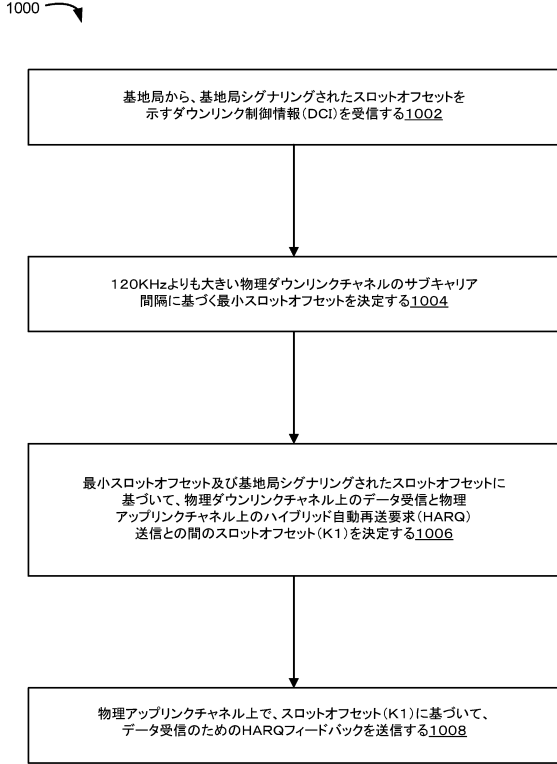 1000
基地局から、基地局シグナリングされたスロットオフセットを
示すダウンリンク制御情報(DCI)を受信する1002
120KHzよりも大きい物理ダウンリンクチャネルのサブキャリア
間隔に基づく最小スロットオフセットを決定する1004
最小スロットオフセット及び基地局シグナリングされたスロットオフセットに
基づいて、物理ダウンリンクチャネル上のデータ受信と物理
アップリンクチャネル上のハイブリッド自動再送要求(HARQ)
送信との間のスロットオフセット(K1)を決定する1006
物理アップリンクチャネル上で、スロットオフセット(K1)に基づいて、
データ受信のためのHARQフィードバックを送信する1008